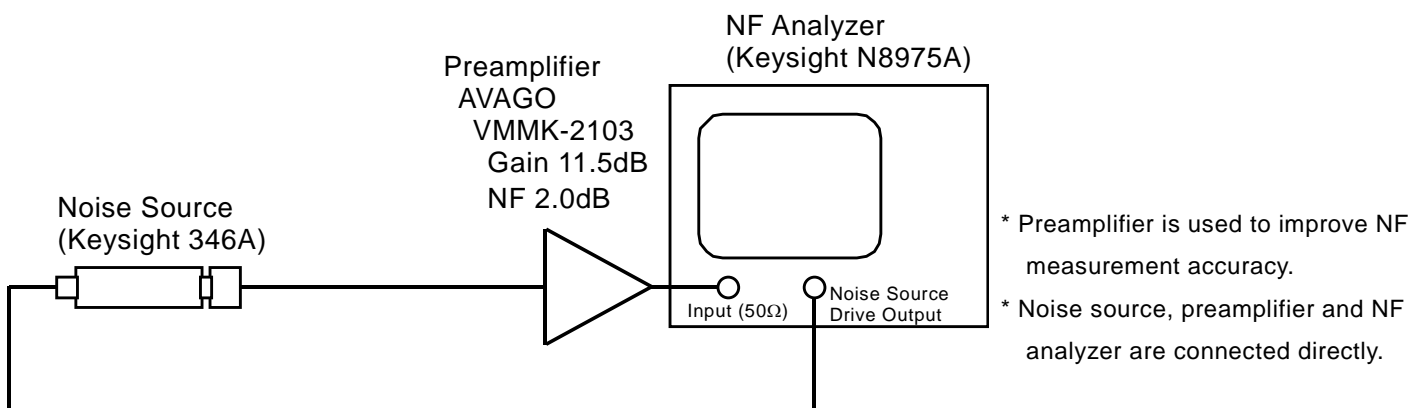 NF Analyzer
(Keysight N8975A)
Preamplifier
AVAGO
VMMK-2103
Gain 11.5dB
NF 2.0dB
Noise Source
(Keysight 346A)
Input (50Ω)
Noise Source
Drive Output
* Preamplifier is used to improve NF
measurement accuracy.
* Noise source, preamplifier and NF
analyzer are connected directly.